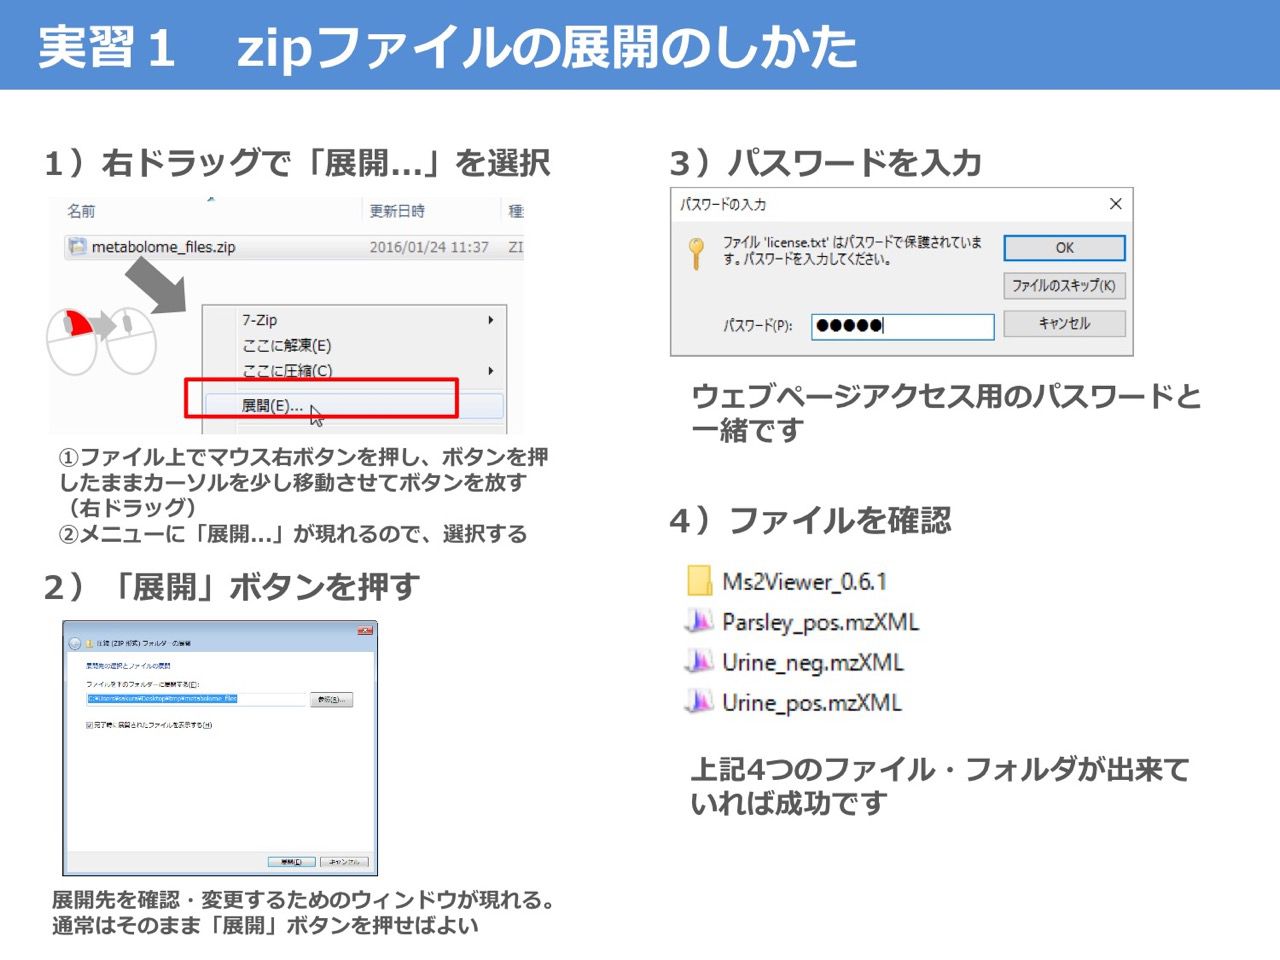 実習１　zipファイルの展開のしかた
１）右ドラッグで「展開...」を選択
名前
更新日時
種
metabolome_files.zip
2016/01/24 11:37
ZI
7-Zip
ここに解凍(E)
ここに圧縮(C)
展開(E)...
①ファイル上でマウス右ボタンを押し、ボタンを押
したままカーソルを少し移動させてボタンを放す
（右ドラッグ）
②メニューに「展開...」が現れるので、選択する
２）「展開」ボタンを押す
圧縮 (ZIP 形式) フォルダーの展開
展開先の選択とファイルの展開
ファイルを次のフォルダーに展開する(F):
C:¥Users¥sakurai¥Desktop¥tmp¥metabolome_files
参照(R)...
完了時に展開されたファイルを表示する(H)
展開(E)
キャンセル
展開先を確認・変更するためのウィンドウが現れる。
通常はそのまま「展開」ボタンを押せばよい
３）パスワードを入力
パスワードの入力
ファイル 'license.txt' はパスワードで保護されていま
す。パスワードを入力してください。
OK
ファイルのスキップ(K)
キャンセル
パスワード(P):
●●●●●
ウェブページアクセス用のパスワードと
一緒です
４）ファイルを確認
Ms2Viewer_0.6.1
Parsley_pos.mzXML
Urine_neg.mzXML
Urine_pos.mzXML
上記4つのファイル・フォルダが出来て
いれば成功です